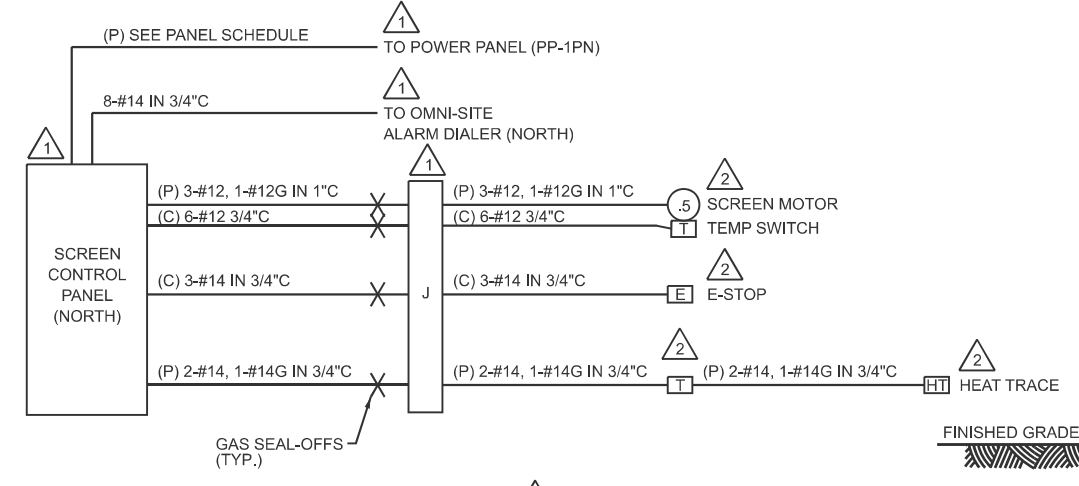 1
(P) SEE PANEL SCHEDULE
TO POWER PANEL (PP-1PN)
1
8-#14 IN 3/4"C
TO OMNI-SITE
ALARM DIALER (NORTH)
1
1
(P) 3-#12, 1-#12G IN 1"C
(P) 3-#12, 1-#12G IN 1"C
2
.5
SCREEN MOTOR
(C) 6-#12 3/4"C
(C) 6-#12 3/4"C
T
TEMP SWITCH
SCREEN
CONTROL
PANEL
(NORTH)
2
(C) 3-#14 IN 3/4"C
J
(C) 3-#14 IN 3/4"C
E
E-STOP
2
2
(P) 2-#14, 1-#14G IN 3/4"C
(P) 2-#14, 1-#14G IN 3/4"C
T
(P) 2-#14, 1-#14G IN 3/4"C
HT
HEAT TRACE
GAS SEAL-OFFS
(TYP.)
FINISHED GRADE